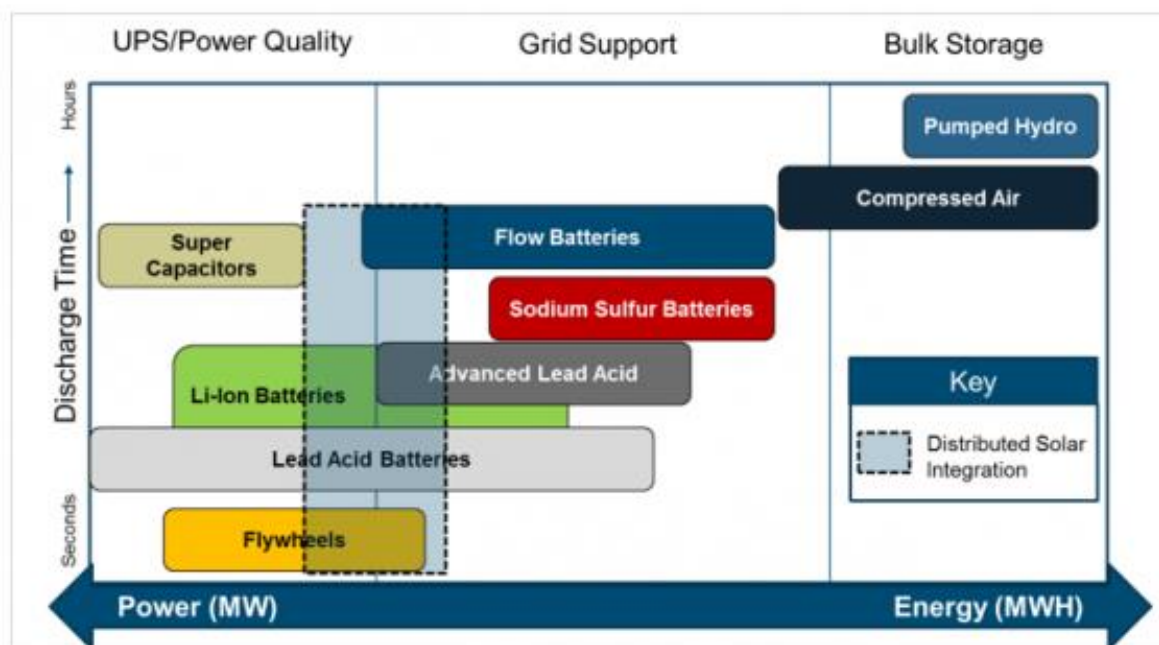 UPS/Power Quality
Grid Support
Bulk Storage
Hours
Discharge Time
Seconds
Pumped Hydro
Compressed Air
Flow Batteries
Super
Capacitors
Sodium Sulfur Batteries
Advanced Lead Acid
Li-Ion Batteries
Lead Acid Batteries
Flywheels
Key
Distributed Solar
Integration
Power (MW)
Energy (MWH)